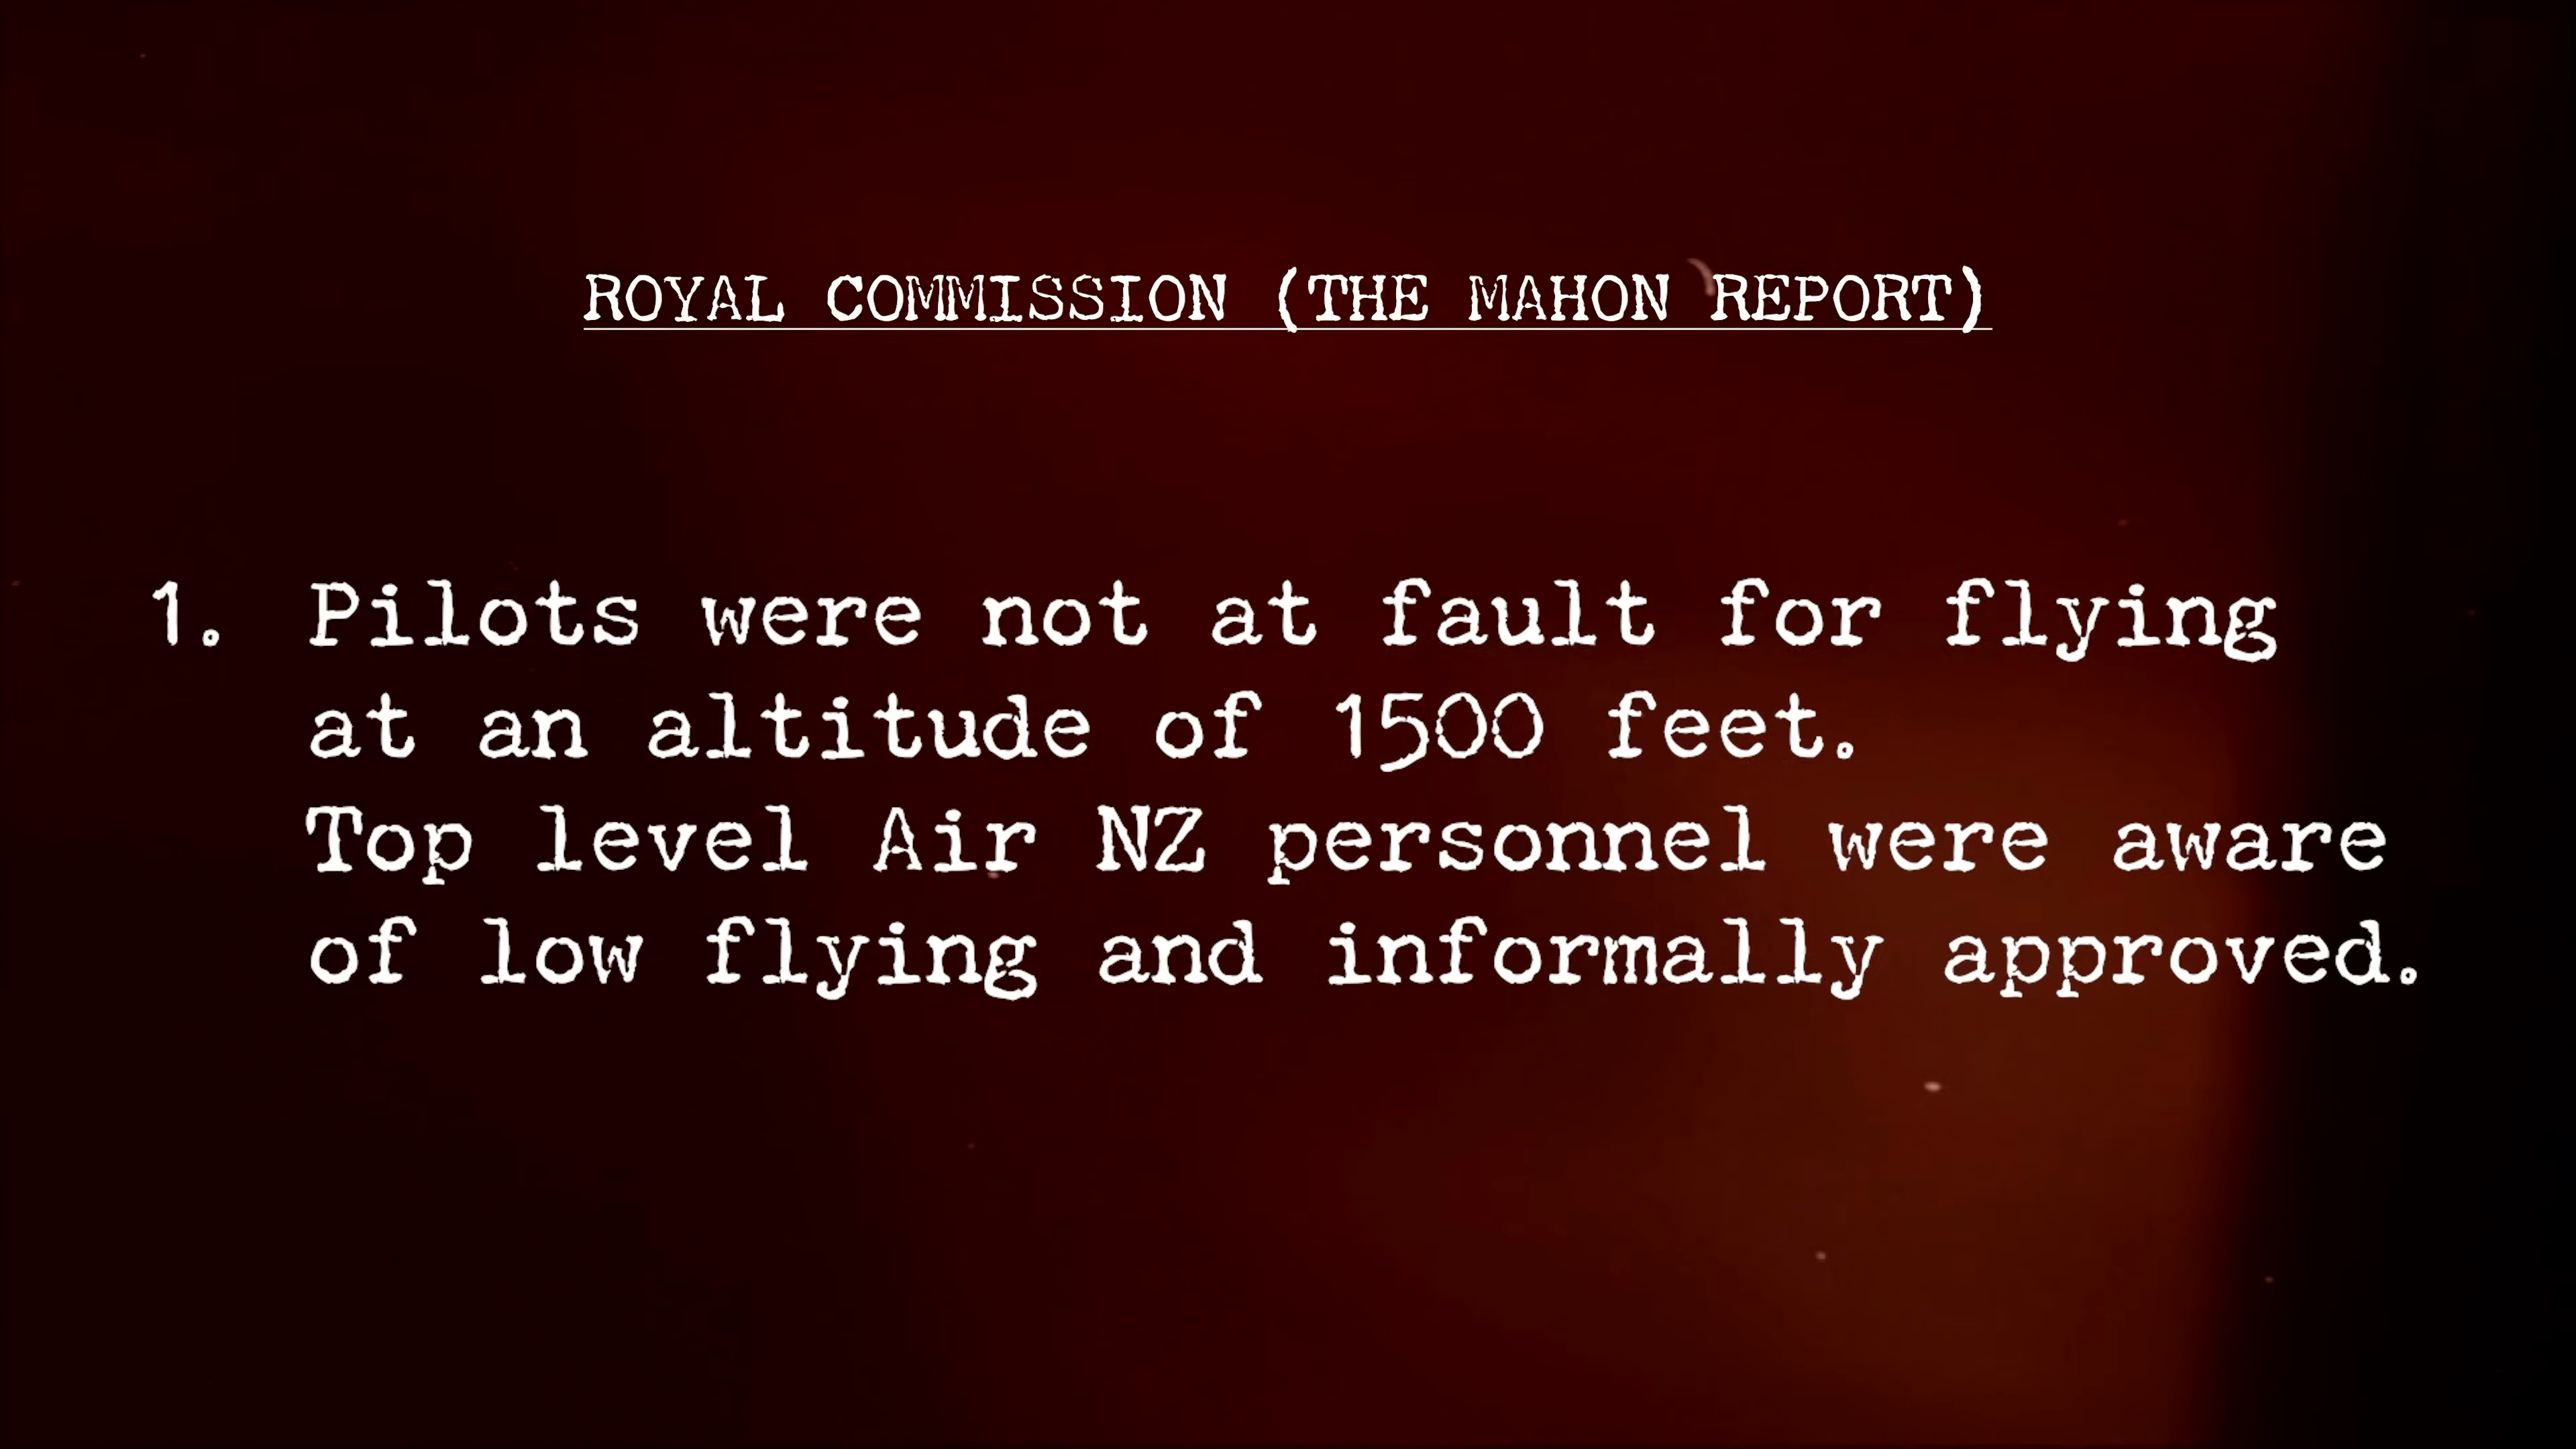 ROYAL COMMISSION (THE MAHON REPORT)
1. Pilots were not at fault for flying
at an altitude of 1500 feet.
Top level Air NZ personnel were aware
of low flying and informally approved.